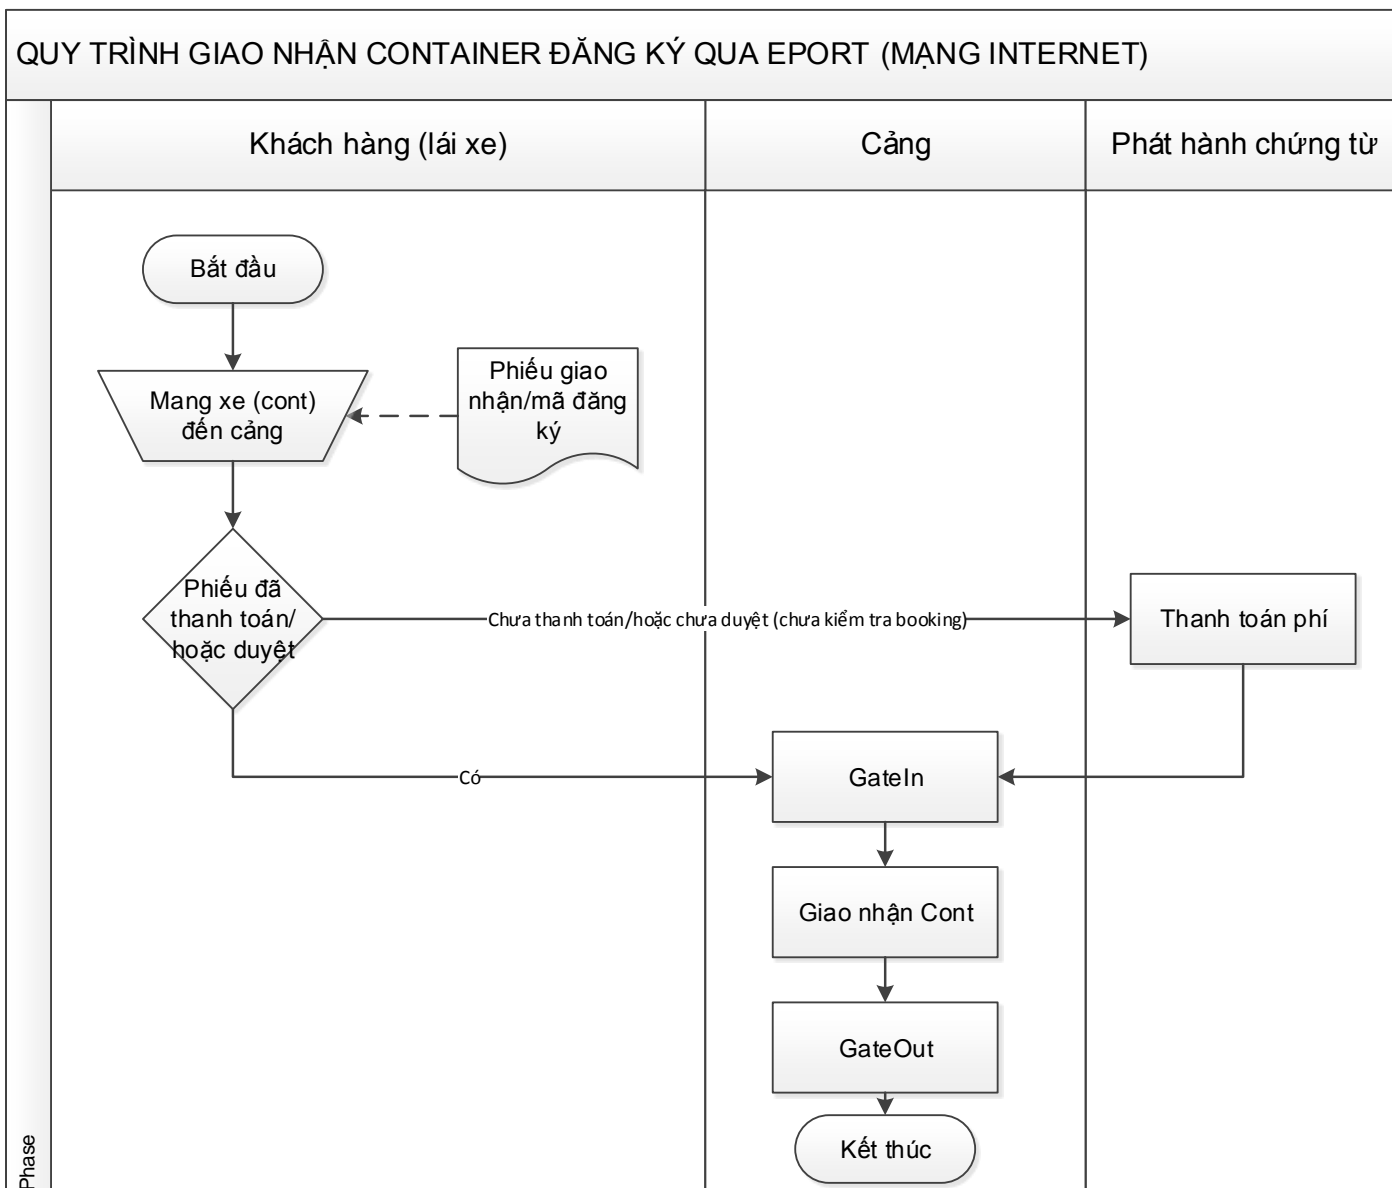 QUY TRÌNH GIAO NHẬN CONTAINER ĐĂNG KÝ QUA EPORT (MẠNG INTERNET)
Khách hàng (lái xe)
Cảng
Phát hành chứng từ
Bắt đầu
Mang xe (cont)
đến cảng
Phiếu giao
nhận/mã đăng
ký
Phiếu đã
thanh toán/
hoặc duyệt
Chưa thanh toán/hoặc chưa duyệt (chưa kiểm tra booking)
Thanh toán phí
Có
GateIn
Giao nhận Cont
GateOut
Kết thúc
Phase